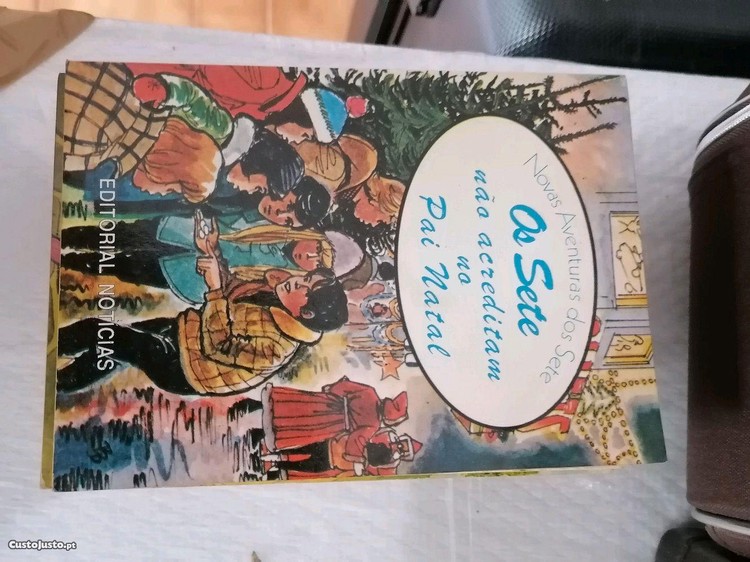 Novas Aventuras dos Sete
Os Sete
não acreditam
no
Pai Natal
EDITORIAL NOTÍCIAS
CustoJusto.pt